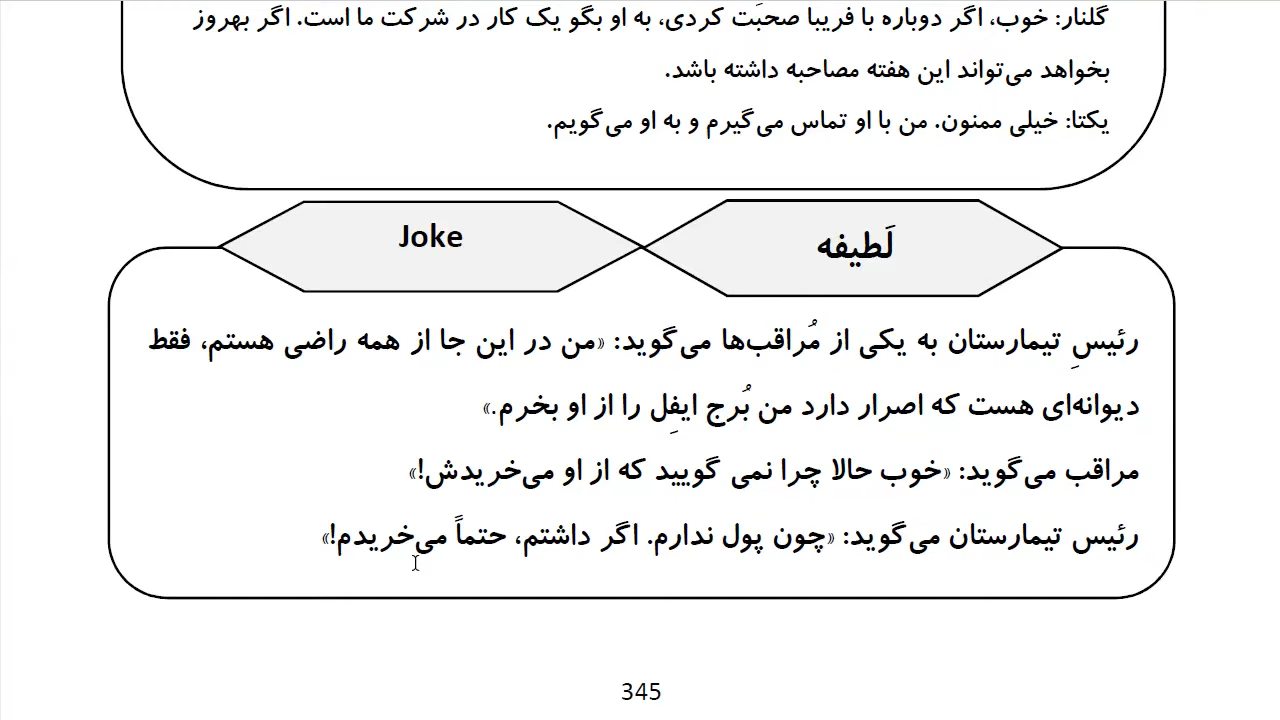 گلنار: خوب، اگر دوباره با فریبا صحبَت کردی، به او بگو یک کار در شرکت ما است. اگر بهروز
بخواهد می‌تواند این هفته مصاحبه داشته باشد.
یکتا: خیلی ممنون. من با او تماس می‌گیرم و به او می‌گویم.
لَطیفه
Joke
رئیسِ تیمارستان به یکی از مُراقب‌ها می‌گوید: «من در این جا از همه راضی هستم، فقط
دیوانه‌ای هست که اصرار دارد من بُرج ایفِل را از او بخرم.»
مراقب می‌گوید: «خوب حالا چرا نمی گویید که از او می‌خریدش!»
رئیس تیمارستان می‌گوید: «چون پول ندارم. اگر داشتم، حتماً می‌خریدم!»
345